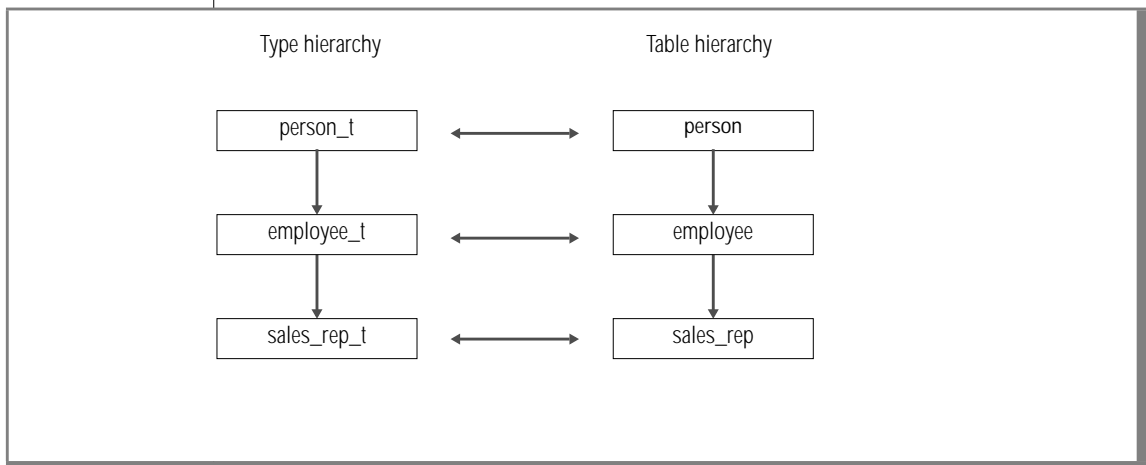 Type hierarchy Table hierarchy
person_t person
employee_t employee
sales_rep_t sales_rep